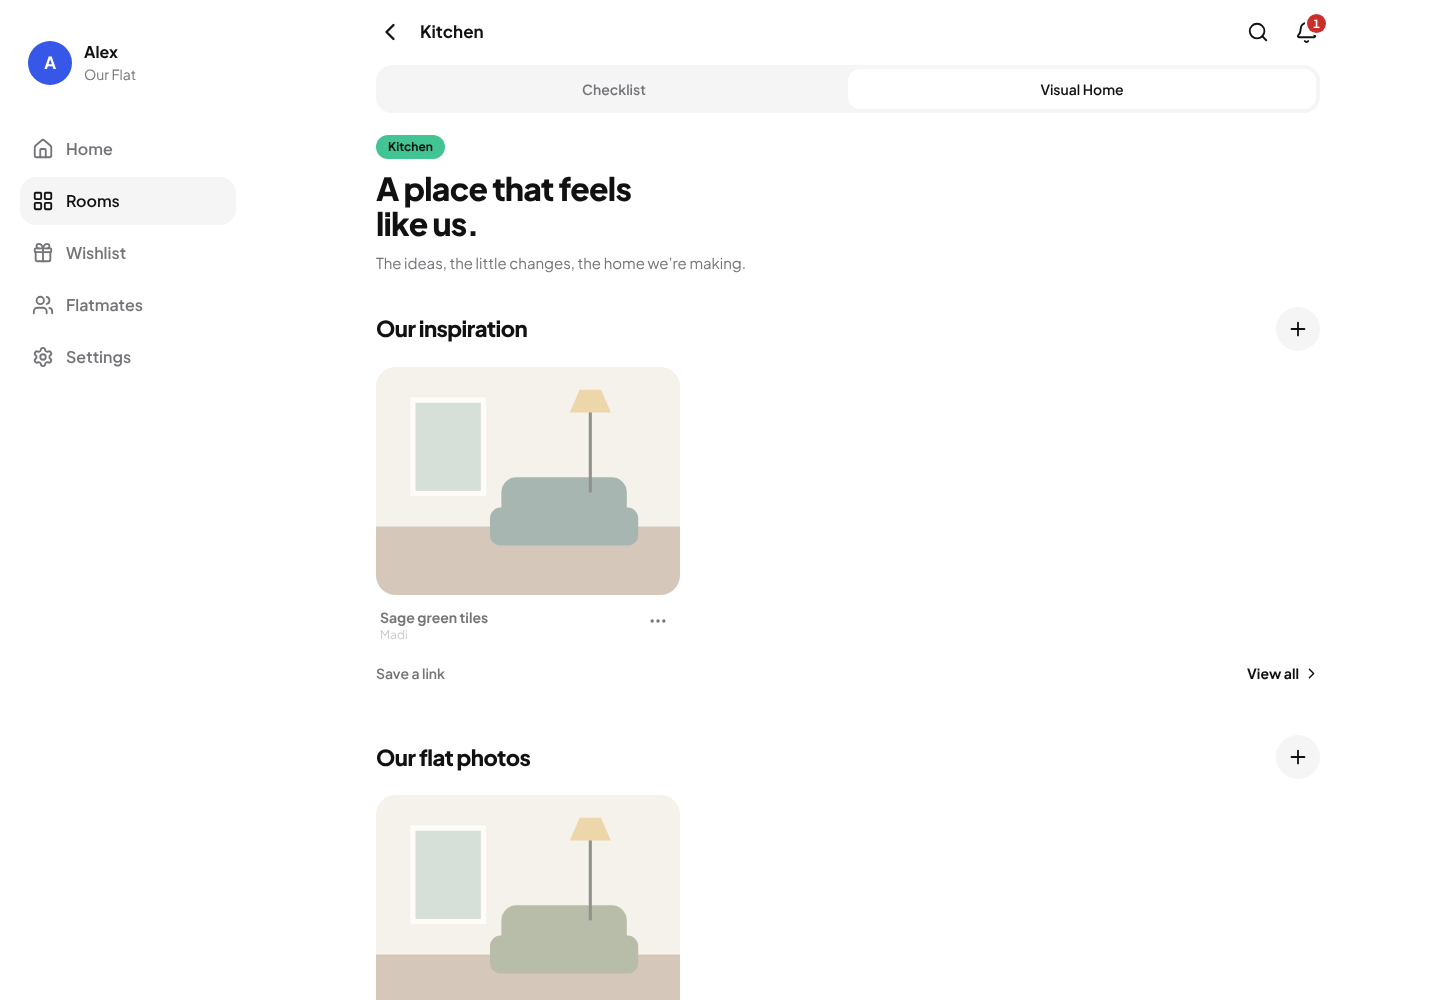 A
Alex
Our Flat
Home
Rooms
Wishlist
Flatmates
Settings
Kitchen
1
Checklist
Visual Home
Kitchen
A place that feels
like us.
The ideas, the little changes, the home we’re making.
Our inspiration
Sage green tiles
Madi
Save a link
View all
Our flat photos